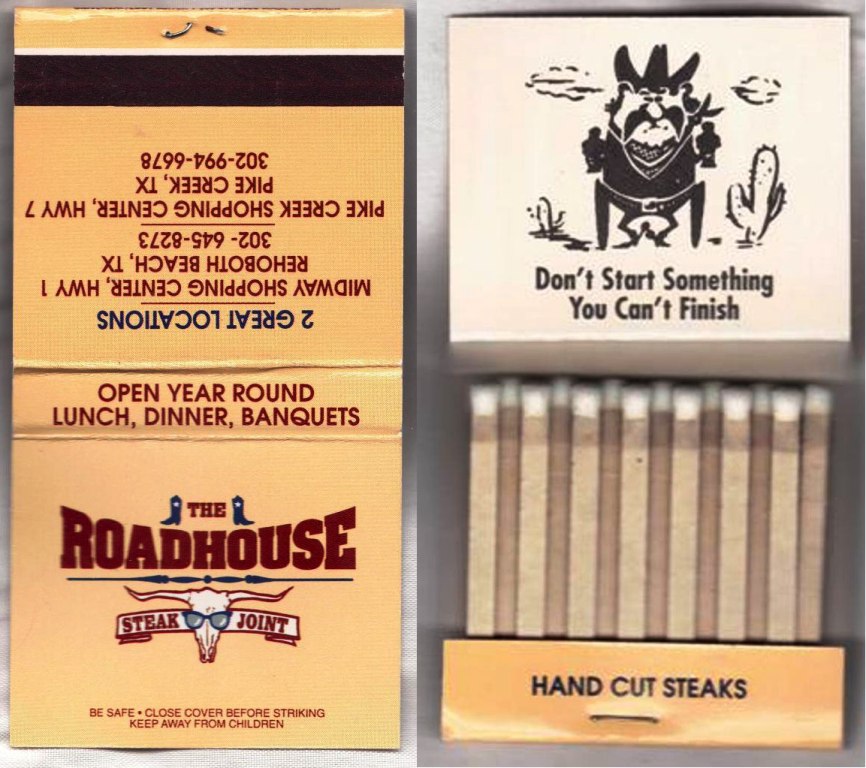 2 GREAT LOCATIONS
MIDWAY SHOPPING CENTER, HWY 1
REHOBOTH BEACH, TX
302- 645-8273
PIKE CREEK SHOPPING CENTER, HWY 7
PIKE CREEK, TX
302-994-6678
OPEN YEAR ROUND
LUNCH, DINNER, BANQUETS
THE
ROADHOUSE
STEAK JOINT
BE SAFE • CLOSE COVER BEFORE STRIKING
KEEP AWAY FROM CHILDREN
Don't Start Something
You Can't Finish
HAND CUT STEAKS